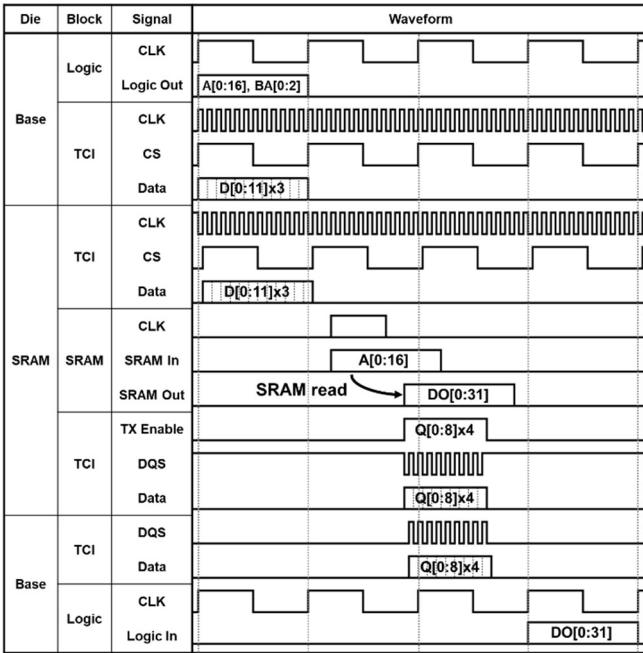 Die Block Signal Waveform
CLK
Logic
Logic Out A[0:16], BA[0:2]
Base
CLK
TCI CS
Data D[0:11]x3
CLK
TCI CS
Data D[0:11]x3
CLK
SRAM SRAM SRAM In A[0:16]
SRAM Out SRAM read DO[0:31]
TX Enable Q[0:8]x4
TCI DQS
Data Q[0:8]x4
DQS
TCI
Data Q[0:8]x4
Base
CLK
Logic
Logic In DO[0:31]